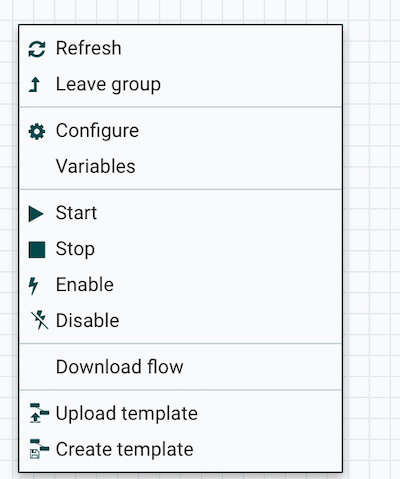 Refresh
Leave group
Configure
Variables
Start
Stop
Enable
Disable
Download flow
Upload template
Create template